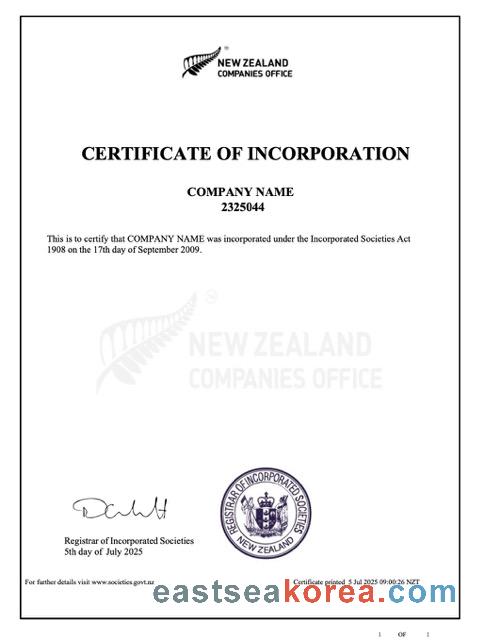 NEW ZEALAND
COMPANIES OFFICE
CERTIFICATE OF INCORPORATION
COMPANY NAME
2325044
This is to certify that COMPANY NAME was incorporated under the Incorporated Societies Act
1908 on the 17th day of September 2009.
NEW ZEALAND
COMPANIES OFFICE
REGISTRAR OF INCORPORATED SOCIETIES
NEW ZEALAND
Registrar of Incorporated Societies
5th day of July 2025
For further details visit www.societies.govt.nz
Certificate printed 5 Jul 2025 09:00:26 NZT
eastseakorea.com
1 OF 1